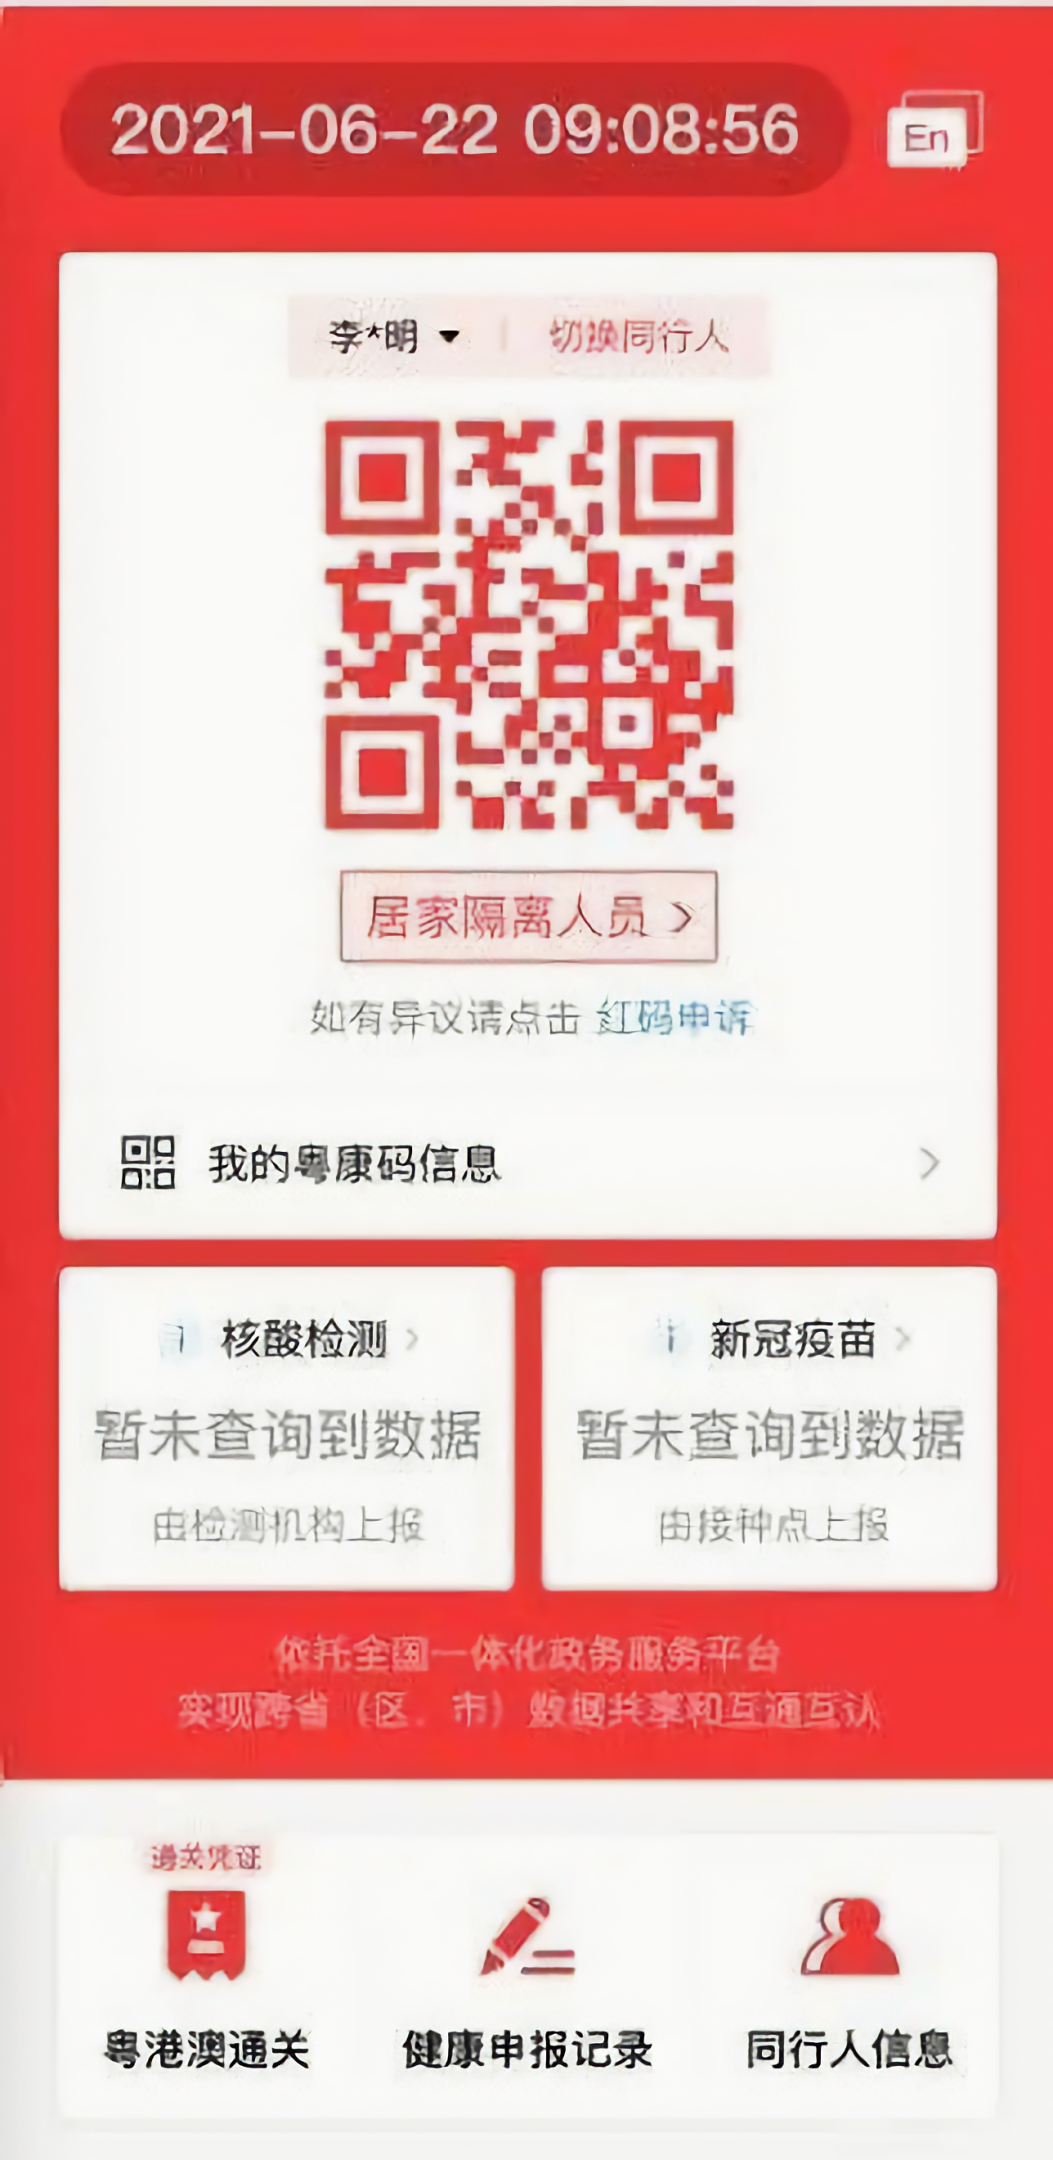 2021-06-22 09:08:56
En
李*明 切换同行人
居家隔离人员
如有异议请点击 红码申诉
我的粤康码信息
核酸检测
新冠疫苗
暂未查询到数据
暂未查询到数据
由检测机构上报
由接种点上报
依托全国一体化政务服务平台
实现跨省（区、市）数据共享和互通互认
通关凭证
粤港澳通关
健康申报记录
同行人信息